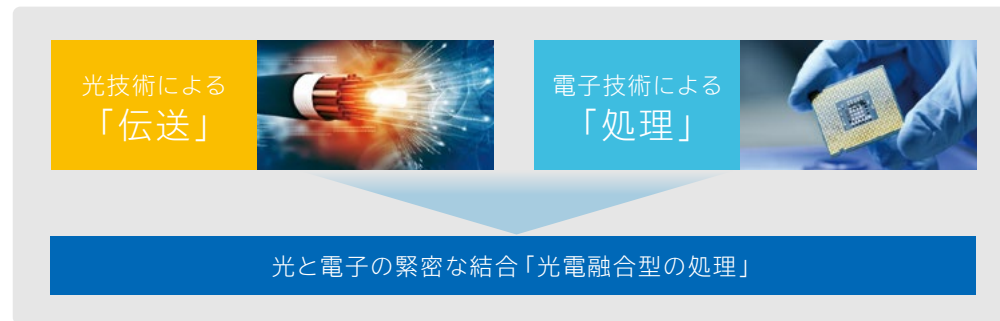 光技術による
「伝送」
電子技術による
「処理」
光と電子の緊密な結合「光電融合型の処理」